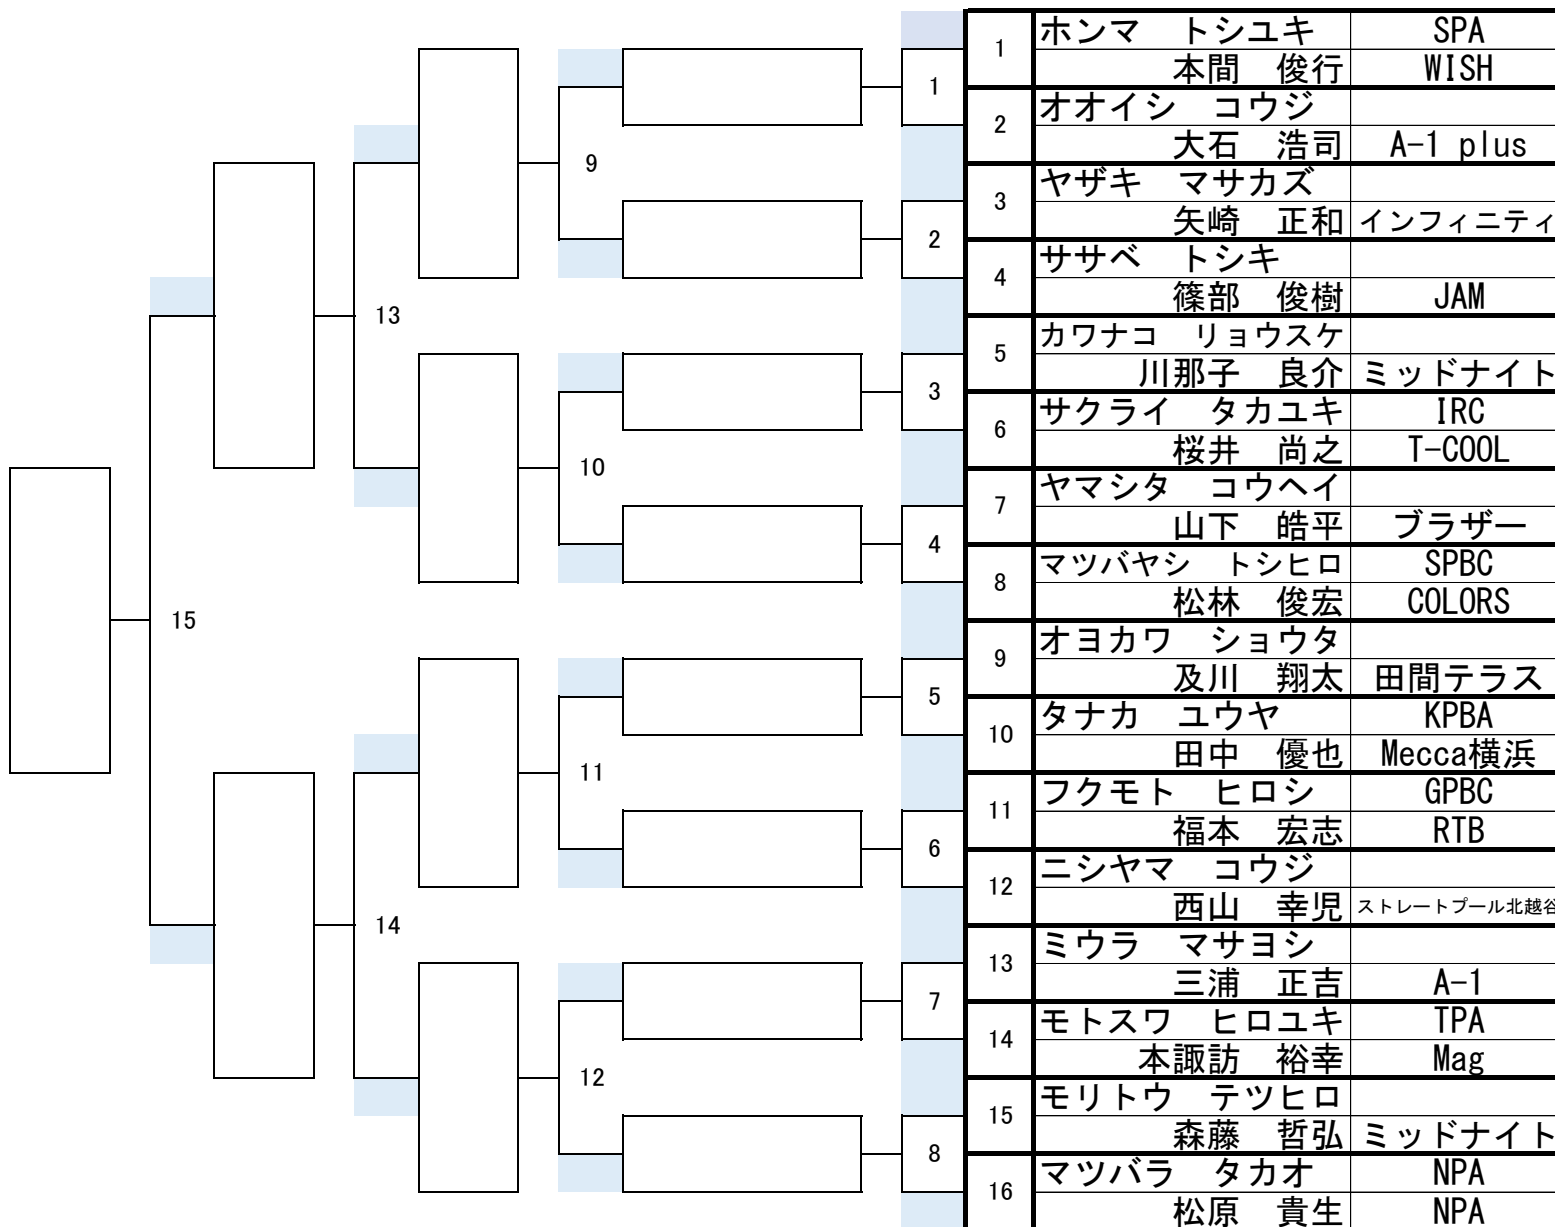 1 ホンマ　トシユキ SPA
本間　俊行 WISH
1
2 オオイシ　コウジ
大石　浩司 A-1 plus
9
3 ヤザキ　マサカズ
矢崎　正和 インフィニティ
2
4 ササベ　トシキ
篠部　俊樹 JAM
13
5 カワナコ　リョウスケ
川那子　良介 ミッドナイト
3
6 サクライ　タカユキ IRC
桜井　尚之 T-COOL
10
7 ヤマシタ　コウヘイ
山下　皓平 ブラザー
4
8 マツバヤシ　トシヒロ SPBC
松林　俊宏 COLORS
15
9 オヨカワ　ショウタ
及川　翔太 田間テラス
5
10 タナカ　ユウヤ KPBA
田中　優也 Mecca横浜
11
11 フクモト　ヒロシ GPBC
福本　宏志 RTB
6
12 ニシヤマ　コウジ
西山　幸児 ストレートプール北越谷
14
13 ミウラ　マサヨシ
三浦　正吉 A-1
7
14 モトスワ　ヒロユキ TPA
本諏訪　裕幸 Mag
12
15 モリトウ　テツヒロ
森藤　哲弘 ミッドナイト
8
16 マツバラ　タカオ NPA
松原　貴生 NPA